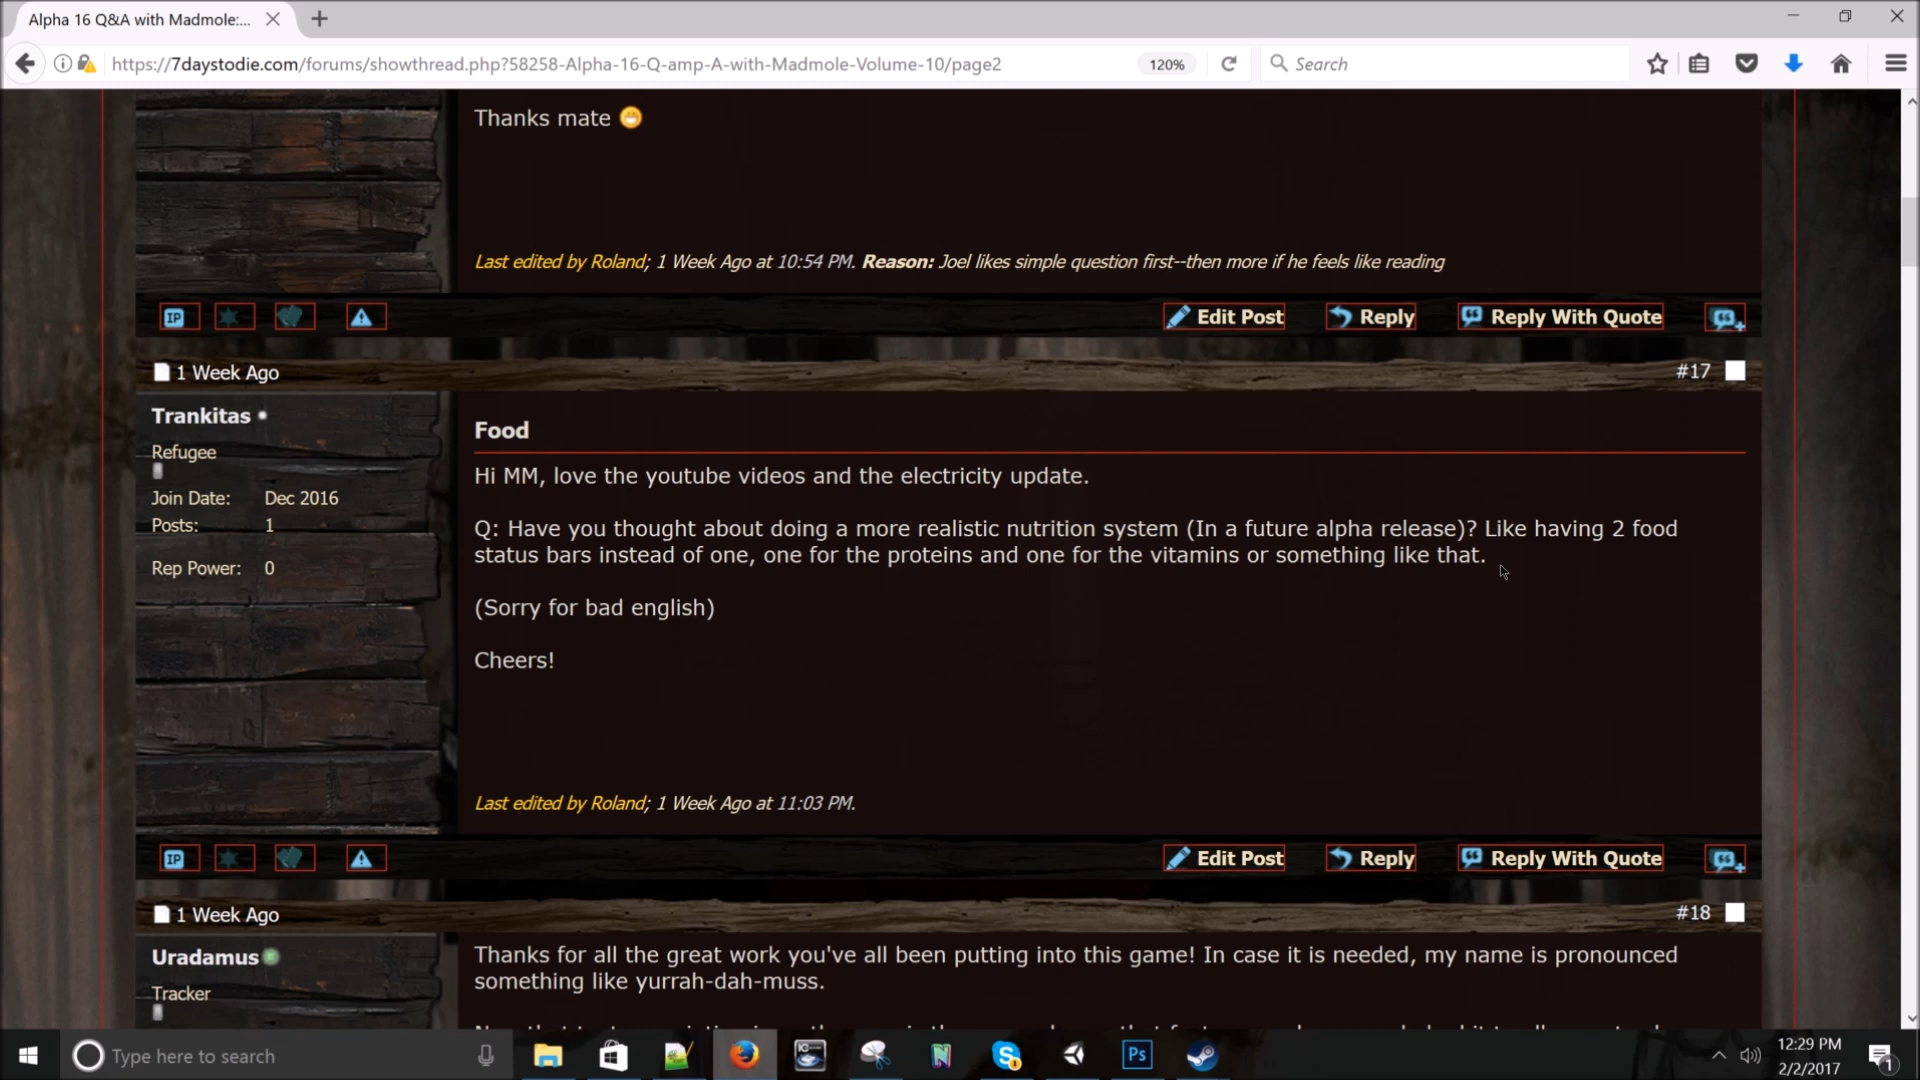 Alpha 16 Q&A with Madmole:...
https://7daystodie.com/forums/showthread.php?58258-Alpha-16-Q-amp-A-with-Madmole-Volume-10/page2
120%
Search
Thanks mate
Last edited by Roland; 1 Week Ago at 10:54 PM. Reason: Joel likes simple question first--then more if he feels like reading
IP
Edit Post
Reply
Reply With Quote
1 Week Ago
#17
Trankitas
Refugee
Join Date: Dec 2016
Posts: 1
Rep Power: 0
Food
Hi MM, love the youtube videos and the electricity update.
Q: Have you thought about doing a more realistic nutrition system (In a future alpha release)? Like having 2 food
status bars instead of one, one for the proteins and one for the vitamins or something like that.
(Sorry for bad english)
Cheers!
Last edited by Roland; 1 Week Ago at 11:03 PM.
IP
Edit Post
Reply
Reply With Quote
1 Week Ago
#18
Uradamus
Tracker
Thanks for all the great work you've all been putting into this game! In case it is needed, my name is pronounced
something like yurrah-dah-muss.
Type here to search
Ps
12:29 PM
2/2/2017
1